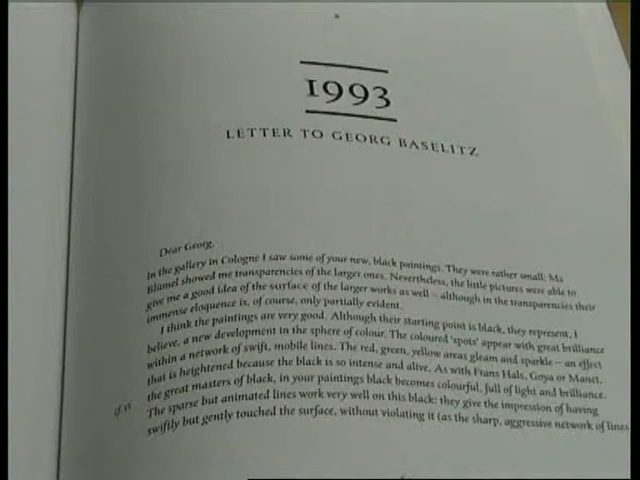 1993
LETTER TO GEORG BASELITZ
Dear Georg,
In the gallery in Cologne I saw some of your new, black paintings. They were rather small; Ma
Blümel showed me transparencies of the larger ones. Nevertheless, the little pictures were able to
give me a good idea of the surface of the larger works as well – although in the transparencies their
immense eloquence is, of course, only partially evident.
I think the paintings are very good. Although their starting point is black, they represent, I
believe, a new development in the sphere of colour. The coloured 'spots' appear with great brilliance
within a network of swift, mobile lines. The red, green, yellow areas gleam and sparkle – an effect
that is heightened because the black is so intense and alive. As with Frans Hals, Goya or Manet,
the great masters of black, in your paintings black becomes colourful, full of light and brilliance.
The sparse but animated lines work very well on this black: they give the impression of having
swiftly but gently touched the surface, without violating it (as the sharp, aggressive network of lines